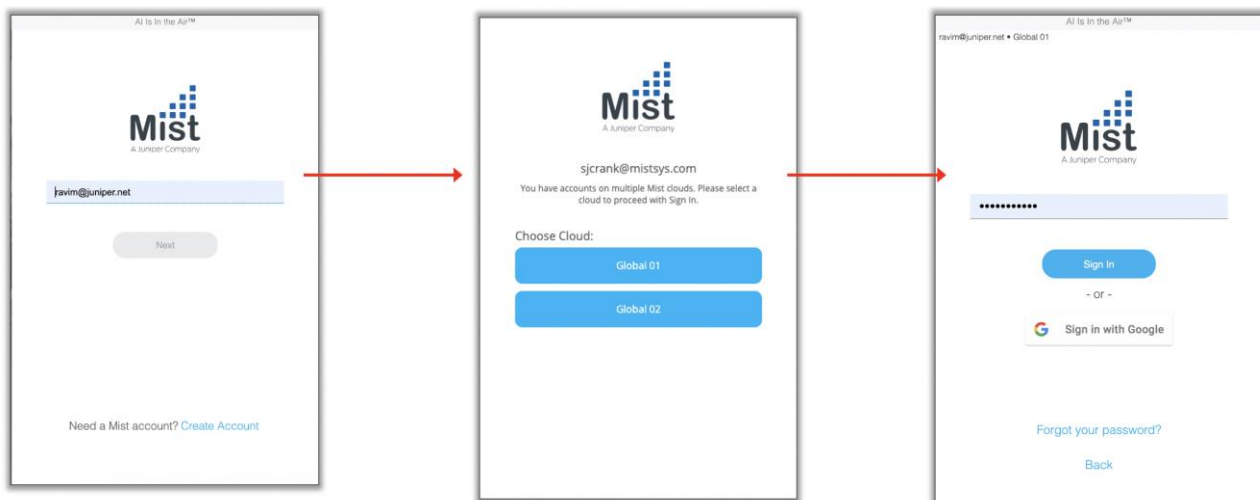 AI Is In the Air™
Mist
A Juniper Company
ravim@juniper.net
Next
Need a Mist account? Create Account
Mist
A Juniper Company
sjcrank@mistsys.com
You have accounts on multiple Mist clouds. Please select a
cloud to proceed with Sign In.
Choose Cloud:
Global 01
Global 02
AI Is In the Air™
ravim@juniper.net • Global 01
Mist
A Juniper Company
•••••••••••
Sign In
- or -
G Sign in with Google
Forgot your password?
Back